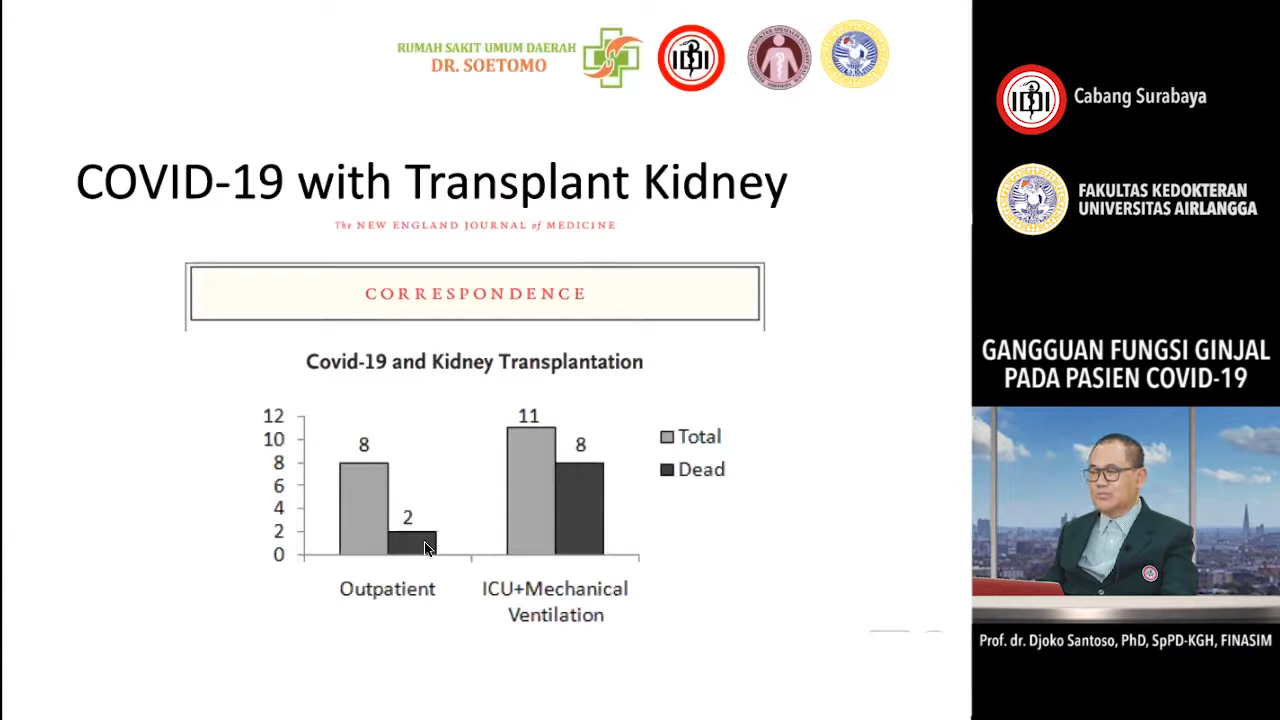 RUMAH SAKIT UMUM DAERAH
DR. SOETOMO
IDI
COVID-19 with Transplant Kidney
The NEW ENGLAND JOURNAL of MEDICINE
CORRESPONDENCE
Covid-19 and Kidney Transplantation
12
10
8
6
4
2
0
8
2
11
8
Total
Dead
Outpatient
ICU+Mechanical
Ventilation
IDI
Cabang Surabaya
FAKULTAS KEDOKTERAN
UNIVERSITAS AIRLANGGA
GANGGUAN FUNGSI GINJAL
PADA PASIEN COVID-19
Prof. dr. Djoko Santoso, PhD, SpPD-KGH, FINASIM